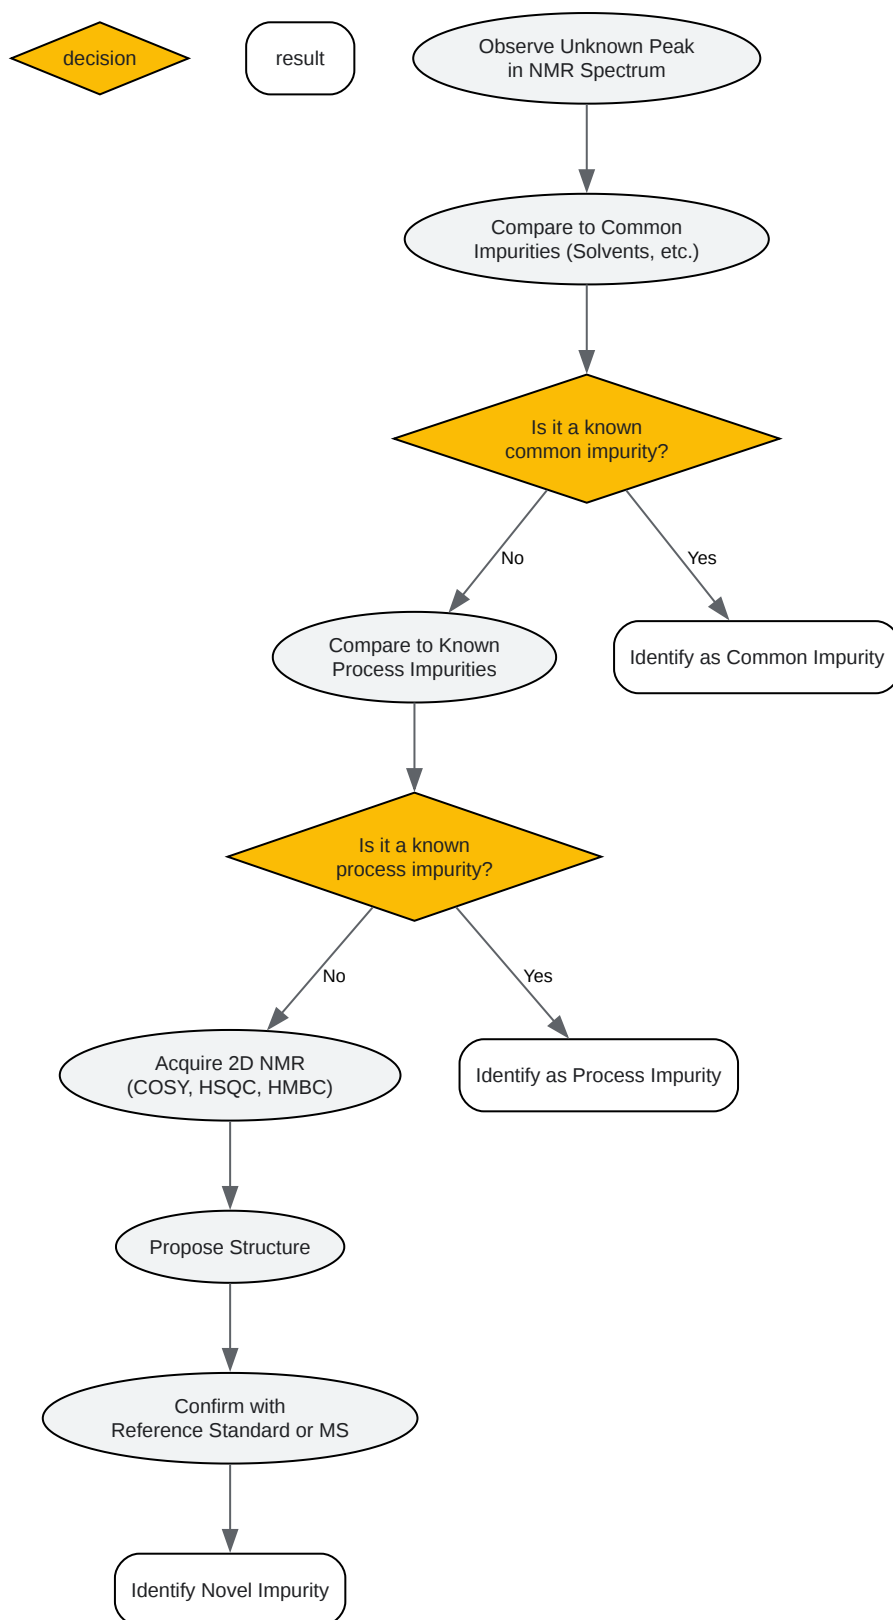 decision
result
Observe Unknown Peak
in NMR Spectrum
Compare to Common
Impurities (Solvents, etc.)
Is it a known
common impurity?
No
Yes
Compare to Known
Process Impurities
Identify as Common Impurity
Is it a known
process impurity?
No
Yes
Acquire 2D NMR
(COSY, HSQC, HMBC)
Identify as Process Impurity
Propose Structure
Confirm with
Reference Standard or MS
Identify Novel Impurity